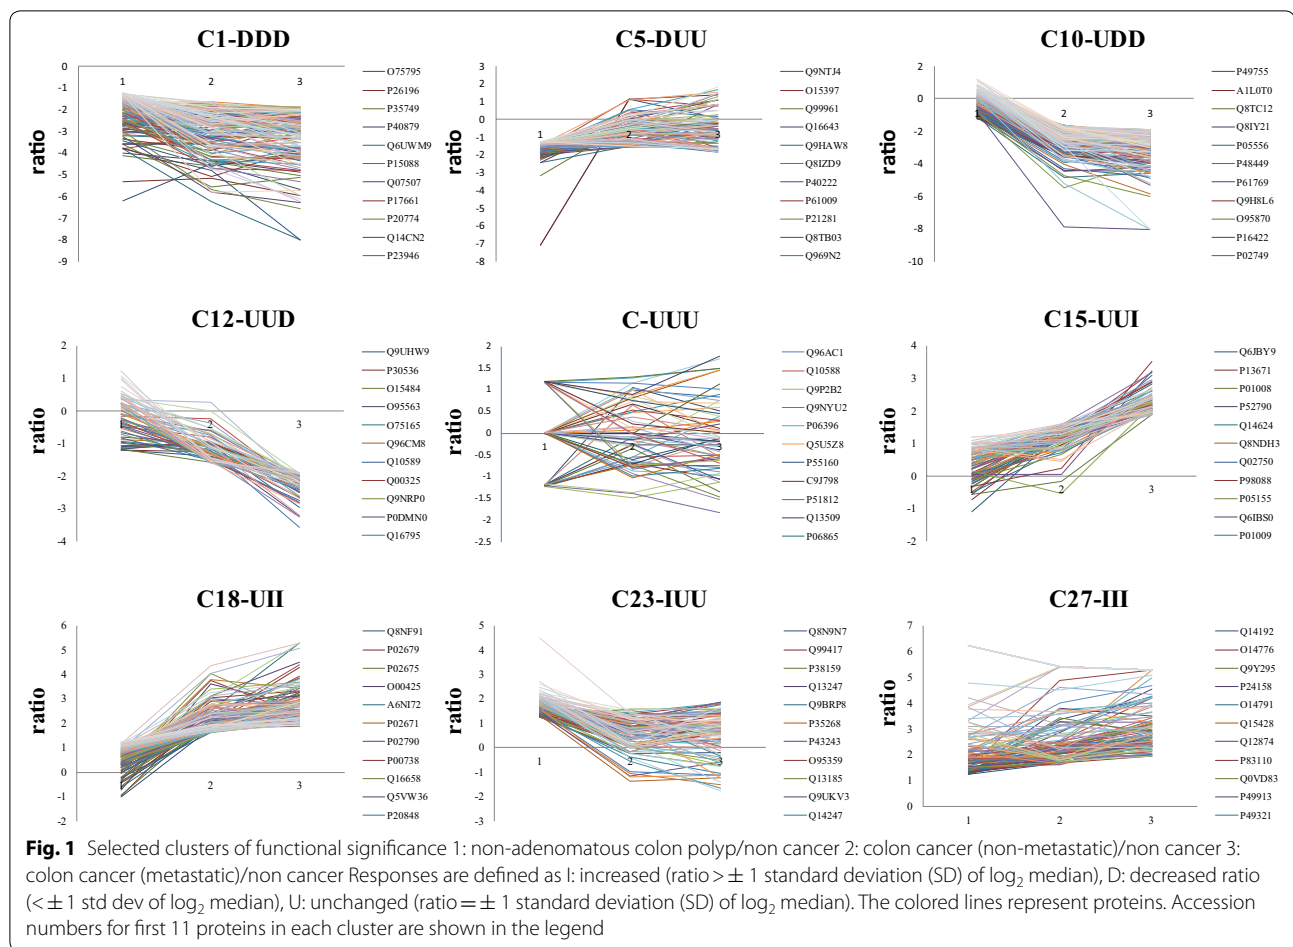 C1-DDD
ratio
0
-1
-2
-3
-4
-5
-6
-7
-8
-9
1
2
3
O75795
P26196
P35749
P40879
Q6UWM9
P15088
Q07507
P17661
P20774
Q14CN2
P23946
C5-DUU
ratio
3
2
1
0
-1
-2
-3
-4
-5
-6
-7
-8
1
2
3
Q9NTJ4
O15397
Q99961
Q16643
Q9HAW8
Q8IZD9
P40222
P61009
P21281
Q8TB03
Q969N2
C10-UDD
ratio
2
0
-2
-4
-6
-8
-10
1
2
3
P49755
A1L0T0
Q8TC12
Q8IY21
P05556
P48449
P61769
Q9H8L6
O95870
P16422
P02749
C12-UUD
ratio
2
1
0
-1
-2
-3
-4
1
2
3
Q9UHW9
P30536
O15484
O95563
O75165
Q96CM8
Q10589
Q00325
Q9NRP0
P0DMN0
Q16795
C-UUU
ratio
2
1.5
1
0.5
0
-0.5
-1
-1.5
-2
-2.5
1
2
3
Q96AC1
Q10588
Q9P2B2
Q9NYU2
P06396
Q5U5Z8
P55160
C9J798
P51812
Q13509
P06865
C15-UUI
ratio
4
3
2
1
0
-1
-2
1
2
3
Q6JBY9
P13671
P01008
P52790
Q14624
Q8NDH3
Q02750
P98088
P05155
Q6IBS0
P01009
C18-UII
ratio
6
5
4
3
2
1
0
-1
-2
2
3
Q8NF91
P02679
P02675
O00425
A6NI72
P02671
P02790
P00738
Q16658
Q5VW36
P20848
C23-IUU
ratio
5
4
3
2
1
0
-1
-2
-3
1
2
3
Q8N9N7
Q99417
P38159
Q13247
Q9BRP8
P35268
P43243
O95359
Q13185
Q9UKV3
Q14247
C27-III
ratio
7
6
5
4
3
2
1
0
1
2
3
Q14192
O14776
Q9Y295
P24158
O14791
Q15428
Q12874
P83110
Q0VD83
P49913
P49321
Fig. 1 Selected clusters of functional significance 1: non-adenomatous colon polyp/non cancer 2: colon cancer (non-metastatic)/non cancer 3:
colon cancer (metastatic)/non cancer Responses are defined as I: increased (ratio > ± 1 standard deviation (SD) of log₂ median), D: decreased ratio
(< ± 1 std dev of log₂ median), U: unchanged (ratio = ± 1 standard deviation (SD) of log₂ median). The colored lines represent proteins. Accession
numbers for first 11 proteins in each cluster are shown in the legend